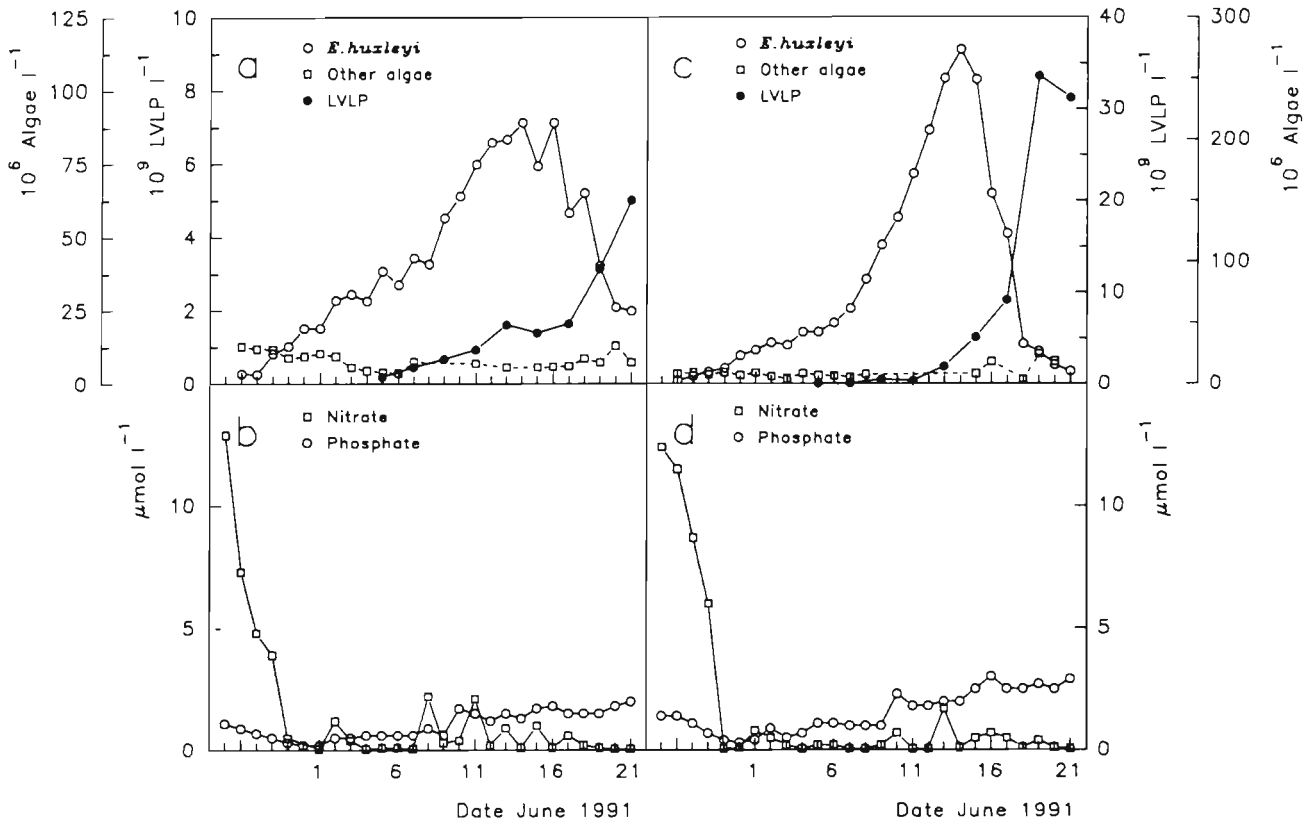 10⁶ Algae l⁻¹
125
100
75
50
25
0
10⁹ LVLP l⁻¹
10
8
6
4
2
0
a
E.huxleyi
Other algae
LVLP
c
E.huxleyi
Other algae
LVLP
40
30
20
10
0
10⁹ LVLP l⁻¹
300
200
100
0
10⁶ Algae l⁻¹
b
Nitrate
Phosphate
μmol l⁻¹
10
5
0
1 6 11 16 21
Date June 1991
d
Nitrate
Phosphate
10
5
0
μmol l⁻¹
1 6 11 16 21
Date June 1991